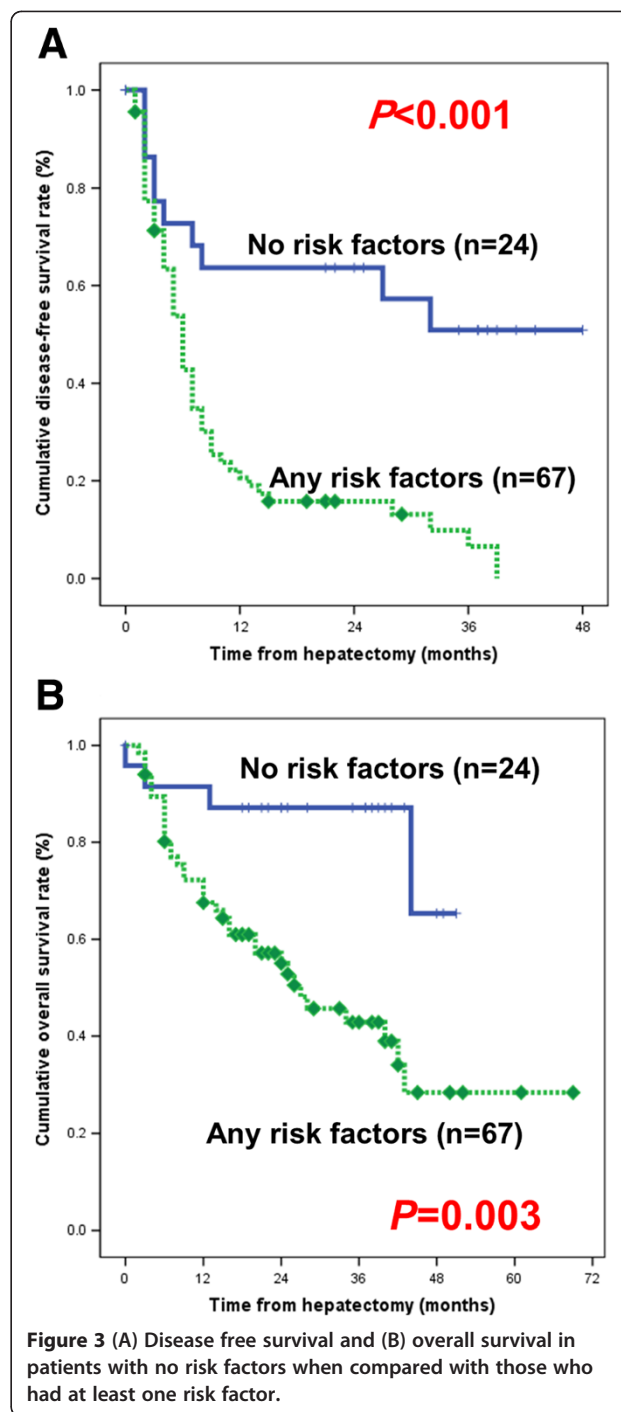 A
P<0.001
1.0
0.8
0.6
0.4
0.2
0.0
Cumulative disease-free survival rate (%)
No risk factors (n=24)
Any risk factors (n=67)
0 12 24 36 48
Time from hepatectomy (months)
B
1.0
0.8
0.6
0.4
0.2
0.0
Cumulative overall survival rate (%)
No risk factors (n=24)
Any risk factors (n=67)
P=0.003
0 12 24 36 48 60 72
Time from hepatectomy (months)
Figure 3 (A) Disease free survival and (B) overall survival in
patients with no risk factors when compared with those who
had at least one risk factor.